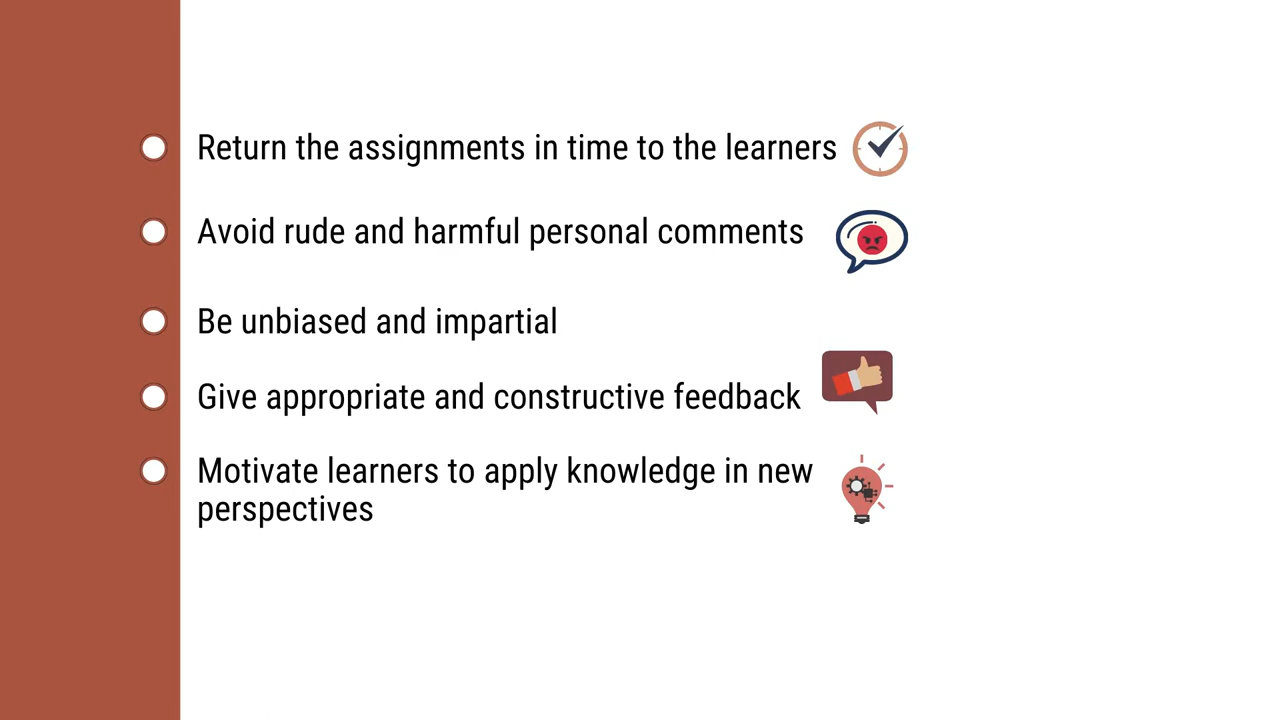 Return the assignments in time to the learners
Avoid rude and harmful personal comments
Be unbiased and impartial
Give appropriate and constructive feedback
Motivate learners to apply knowledge in new
perspectives